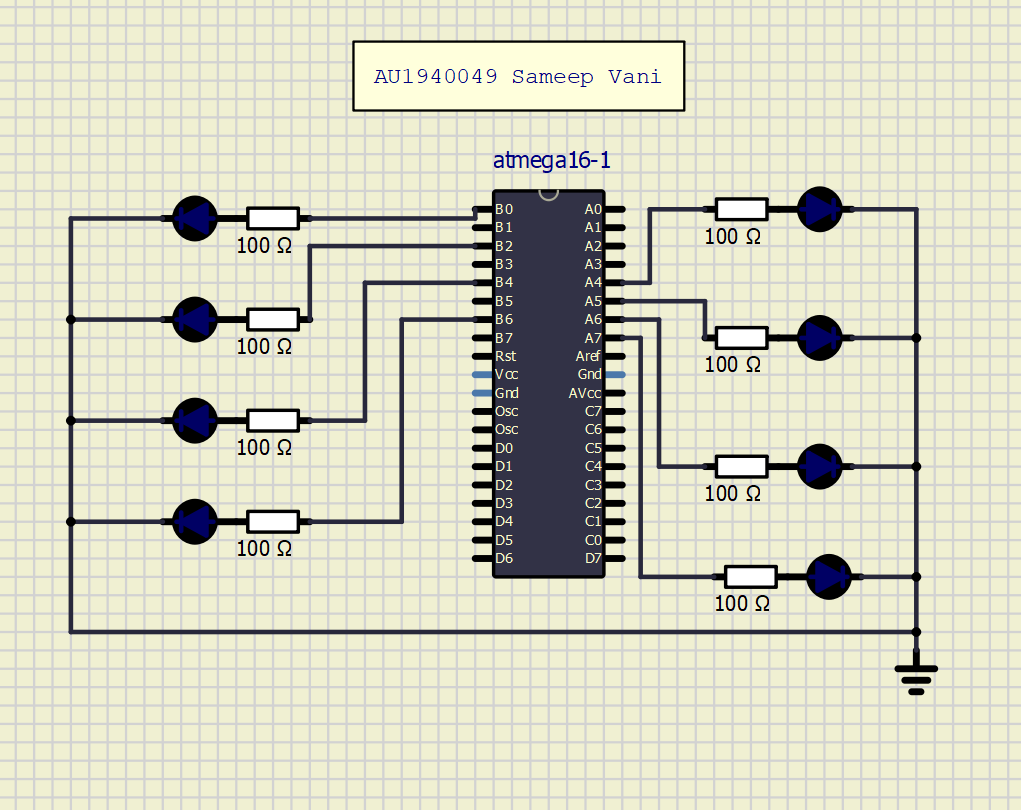 AU1940049 Sameep Vani
atmega16-1
B0 A0
B1 A1
B2 A2
B3 A3
B4 A4
B5 A5
B6 A6
B7 A7
Rst Aref
Vcc Gnd
Gnd AVcc
Osc C7
Osc C6
D0 C5
D1 C4
D2 C3
D3 C2
D4 C1
D5 C0
D6 D7
100 Ω
100 Ω
100 Ω
100 Ω
100 Ω
100 Ω
100 Ω
100 Ω